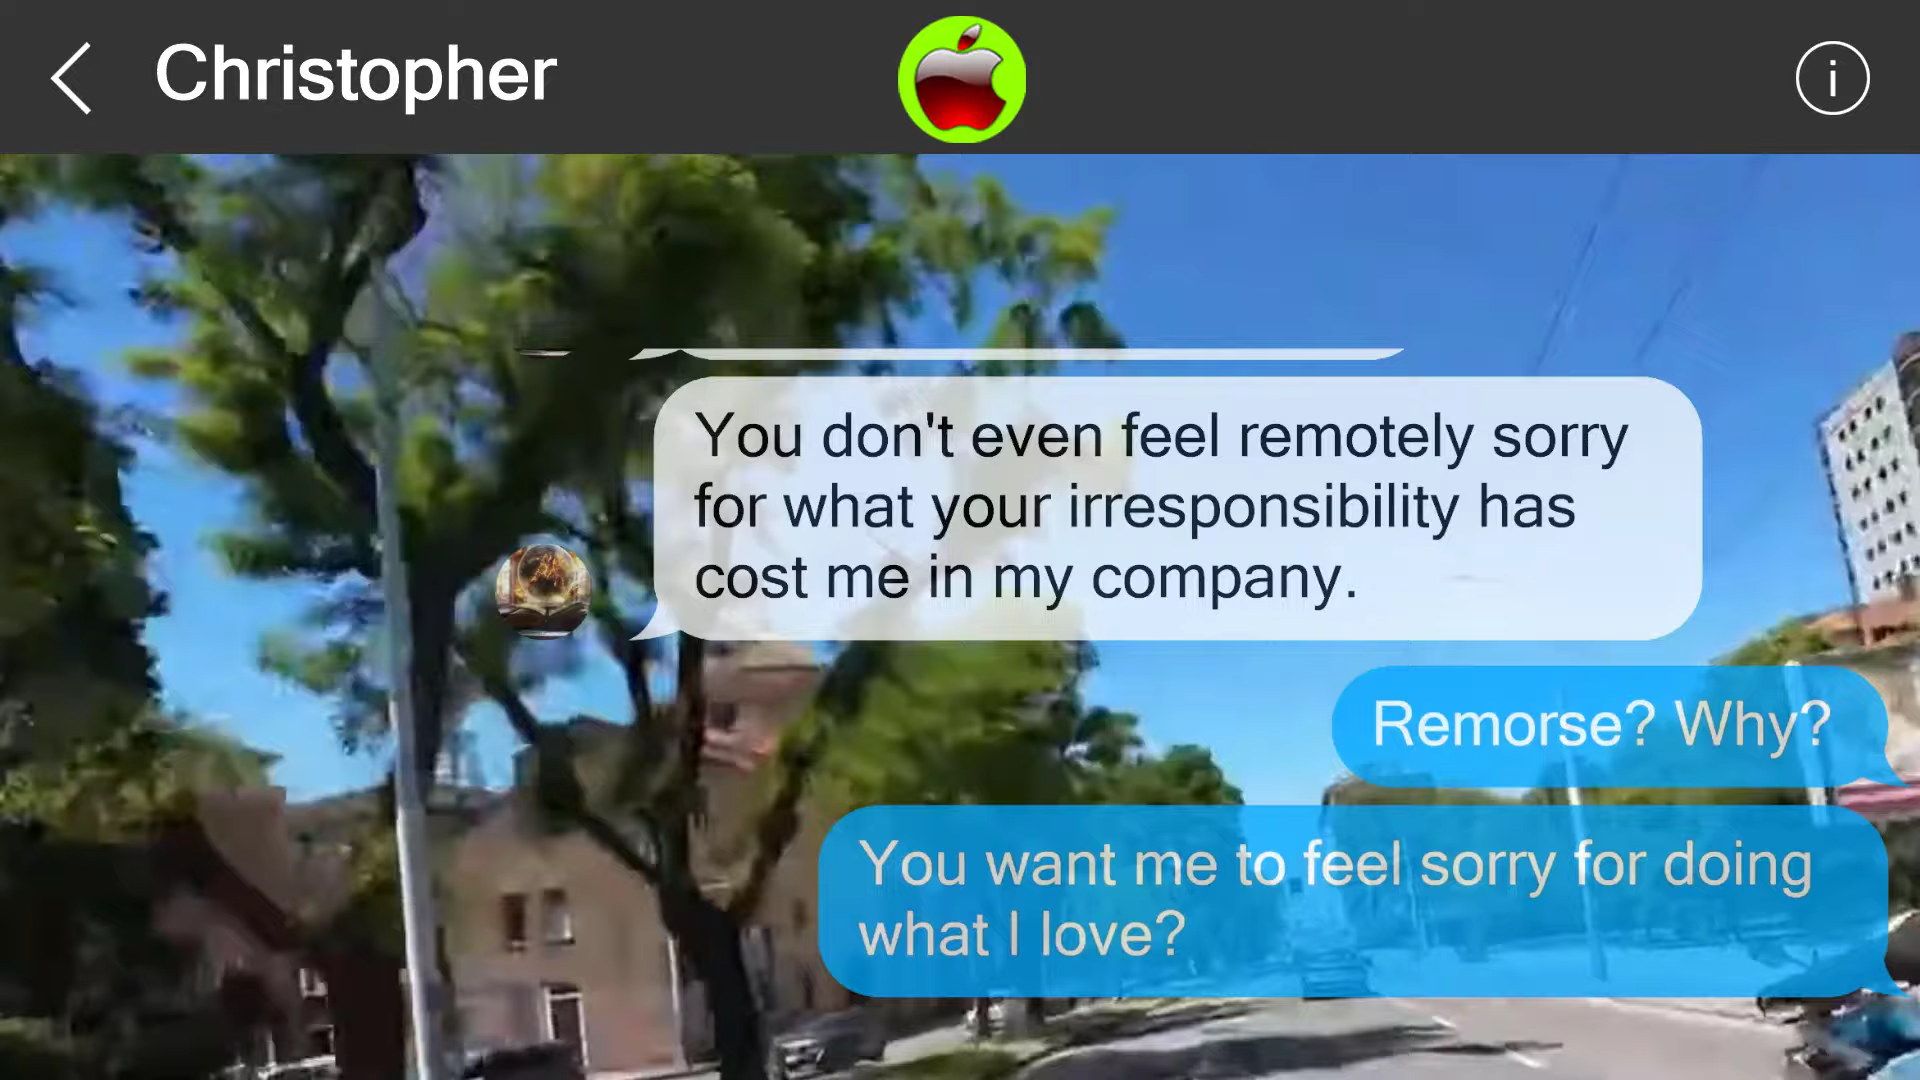 Christopher
i
You don't even feel remotely sorry
for what your irresponsibility has
cost me in my company.
Remorse? Why?
You want me to feel sorry for doing
what I love?